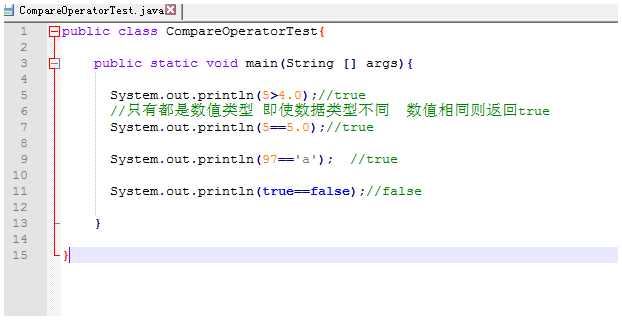 CompareOperatorTest.java
1 public class CompareOperatorTest{
2
3 public static void main(String [] args){
4
5 System.out.println(5>4.0);//true
6 //只有都是数值类型 即使数据类型不同 数值相同则返回true
7 System.out.println(5==5.0);//true
8
9 System.out.println(97=='a'); //true
10
11 System.out.println(true==false);//false
12
13 }
14
15 }